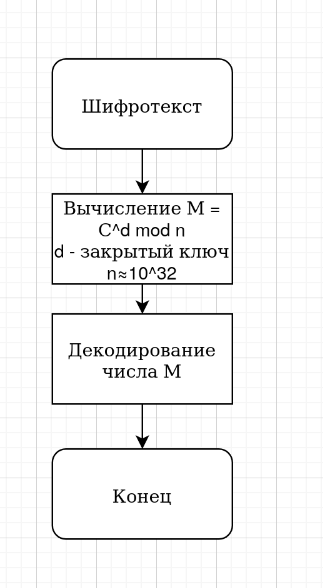 Шифротекст
Вычисление M =
C^d mod n
d - закрытый ключ
n≈10^32
Декодирование
числа M
Конец